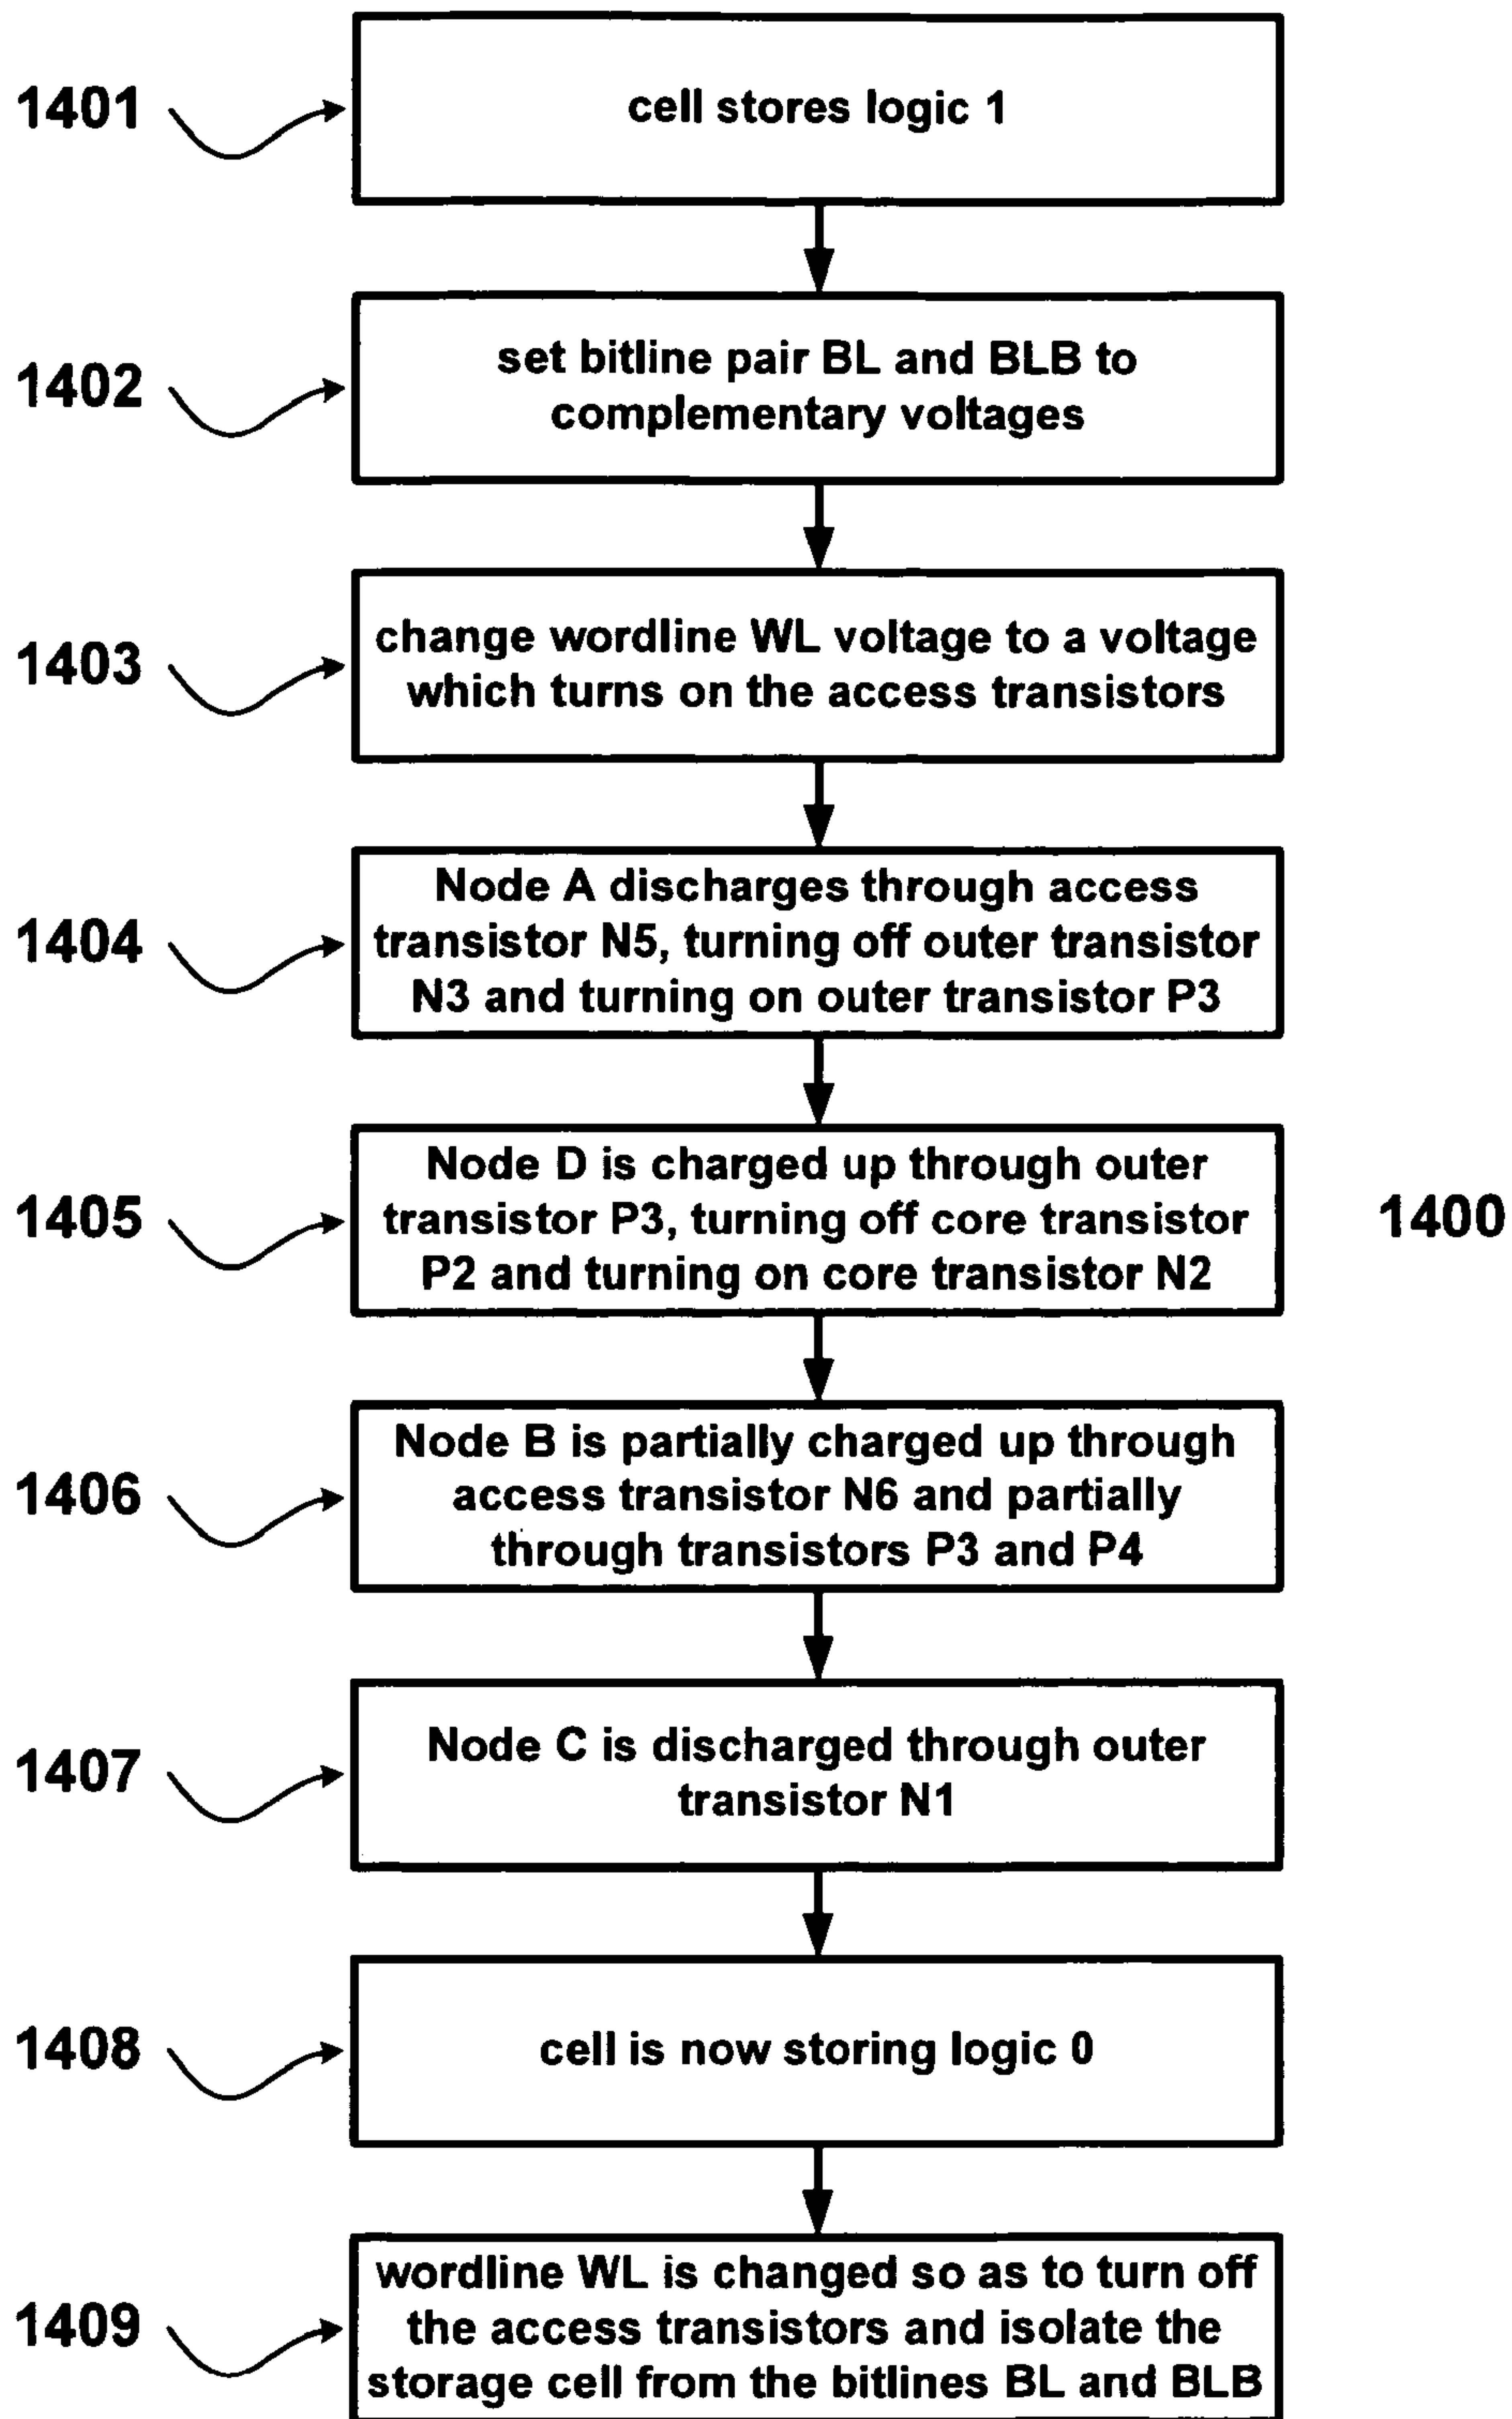 1401
cell stores logic 1
1402
set bitline pair BL and BLB to
complementary voltages
1403
change wordline WL voltage to a voltage
which turns on the access transistors
1404
Node A discharges through access
transistor N5, turning off outer transistor
N3 and turning on outer transistor P3
1405
Node D is charged up through outer
transistor P3, turning off core transistor
P2 and turning on core transistor N2
1400
1406
Node B is partially charged up through
access transistor N6 and partially
through transistors P3 and P4
1407
Node C is discharged through outer
transistor N1
1408
cell is now storing logic 0
1409
wordline WL is changed so as to turn off
the access transistors and isolate the
storage cell from the bitlines BL and BLB